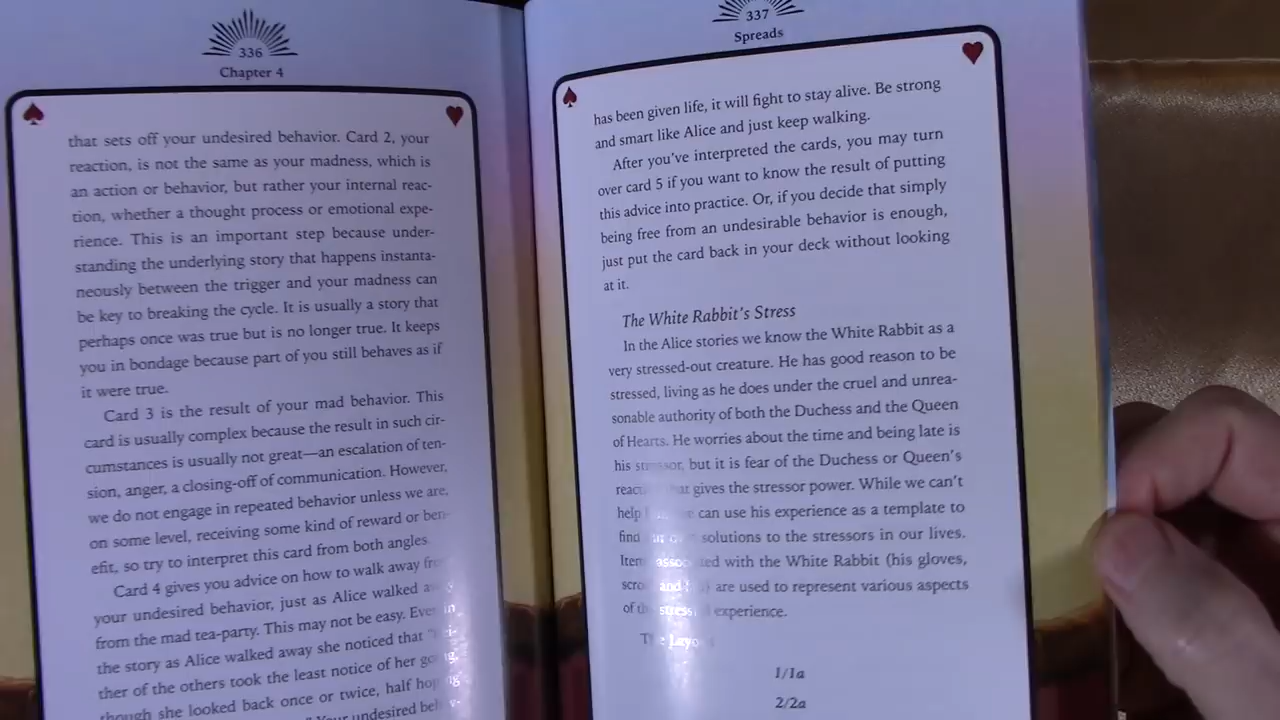 336
Chapter 4
that sets off your undesired behavior. Card 2, your
reaction, is not the same as your madness, which is
an action or behavior, but rather your internal reac-
tion, whether a thought process or emotional expe-
rience. This is an important step because under-
standing the underlying story that happens instanta-
neously between the trigger and your madness can
be key to breaking the cycle. It is usually a story that
perhaps once was true but is no longer true. It keeps
you in bondage because part of you still behaves as if
it were true.
Card 3 is the result of your mad behavior. This
card is usually complex because the result in such cir-
cumstances is usually not great—an escalation of ten-
sion, anger, a closing-off of communication. However,
we do not engage in repeated behavior unless we are,
on some level, receiving some kind of reward or ben-
efit, so try to interpret this card from both angles
Card 4 gives you advice on how to walk away
your undesired behavior, just as Alice walked
from the mad tea-party. This may not be easy. Even in
the story as Alice walked away she noticed that
ther of the others took the least notice of her going,
though she looked back once or twice, half hoping
Your undesired
337
Spreads
has been given life, it will fight to stay alive. Be strong
and smart like Alice and just keep walking.
After you've interpreted the cards, you may turn
over card 5 if you want to know the result of putting
this advice into practice. Or, if you decide that simply
being free from an undesirable behavior is enough,
just put the card back in your deck without looking
at it.
The White Rabbit's Stress
In the Alice stories we know the White Rabbit as a
very stressed-out creature. He has good reason to be
stressed, living as he does under the cruel and unrea-
sonable authority of both the Duchess and the Queen
of Hearts. He worries about the time and being late is
his stressor, but it is fear of the Duchess or Queen's
gives the stressor power. While we can't
help can use his experience as a template to
find solutions to the stressors in our lives.
Items associated with the White Rabbit (his gloves,
and are used to represent various aspects
of experience.
The Layout
1/1a
2/2a